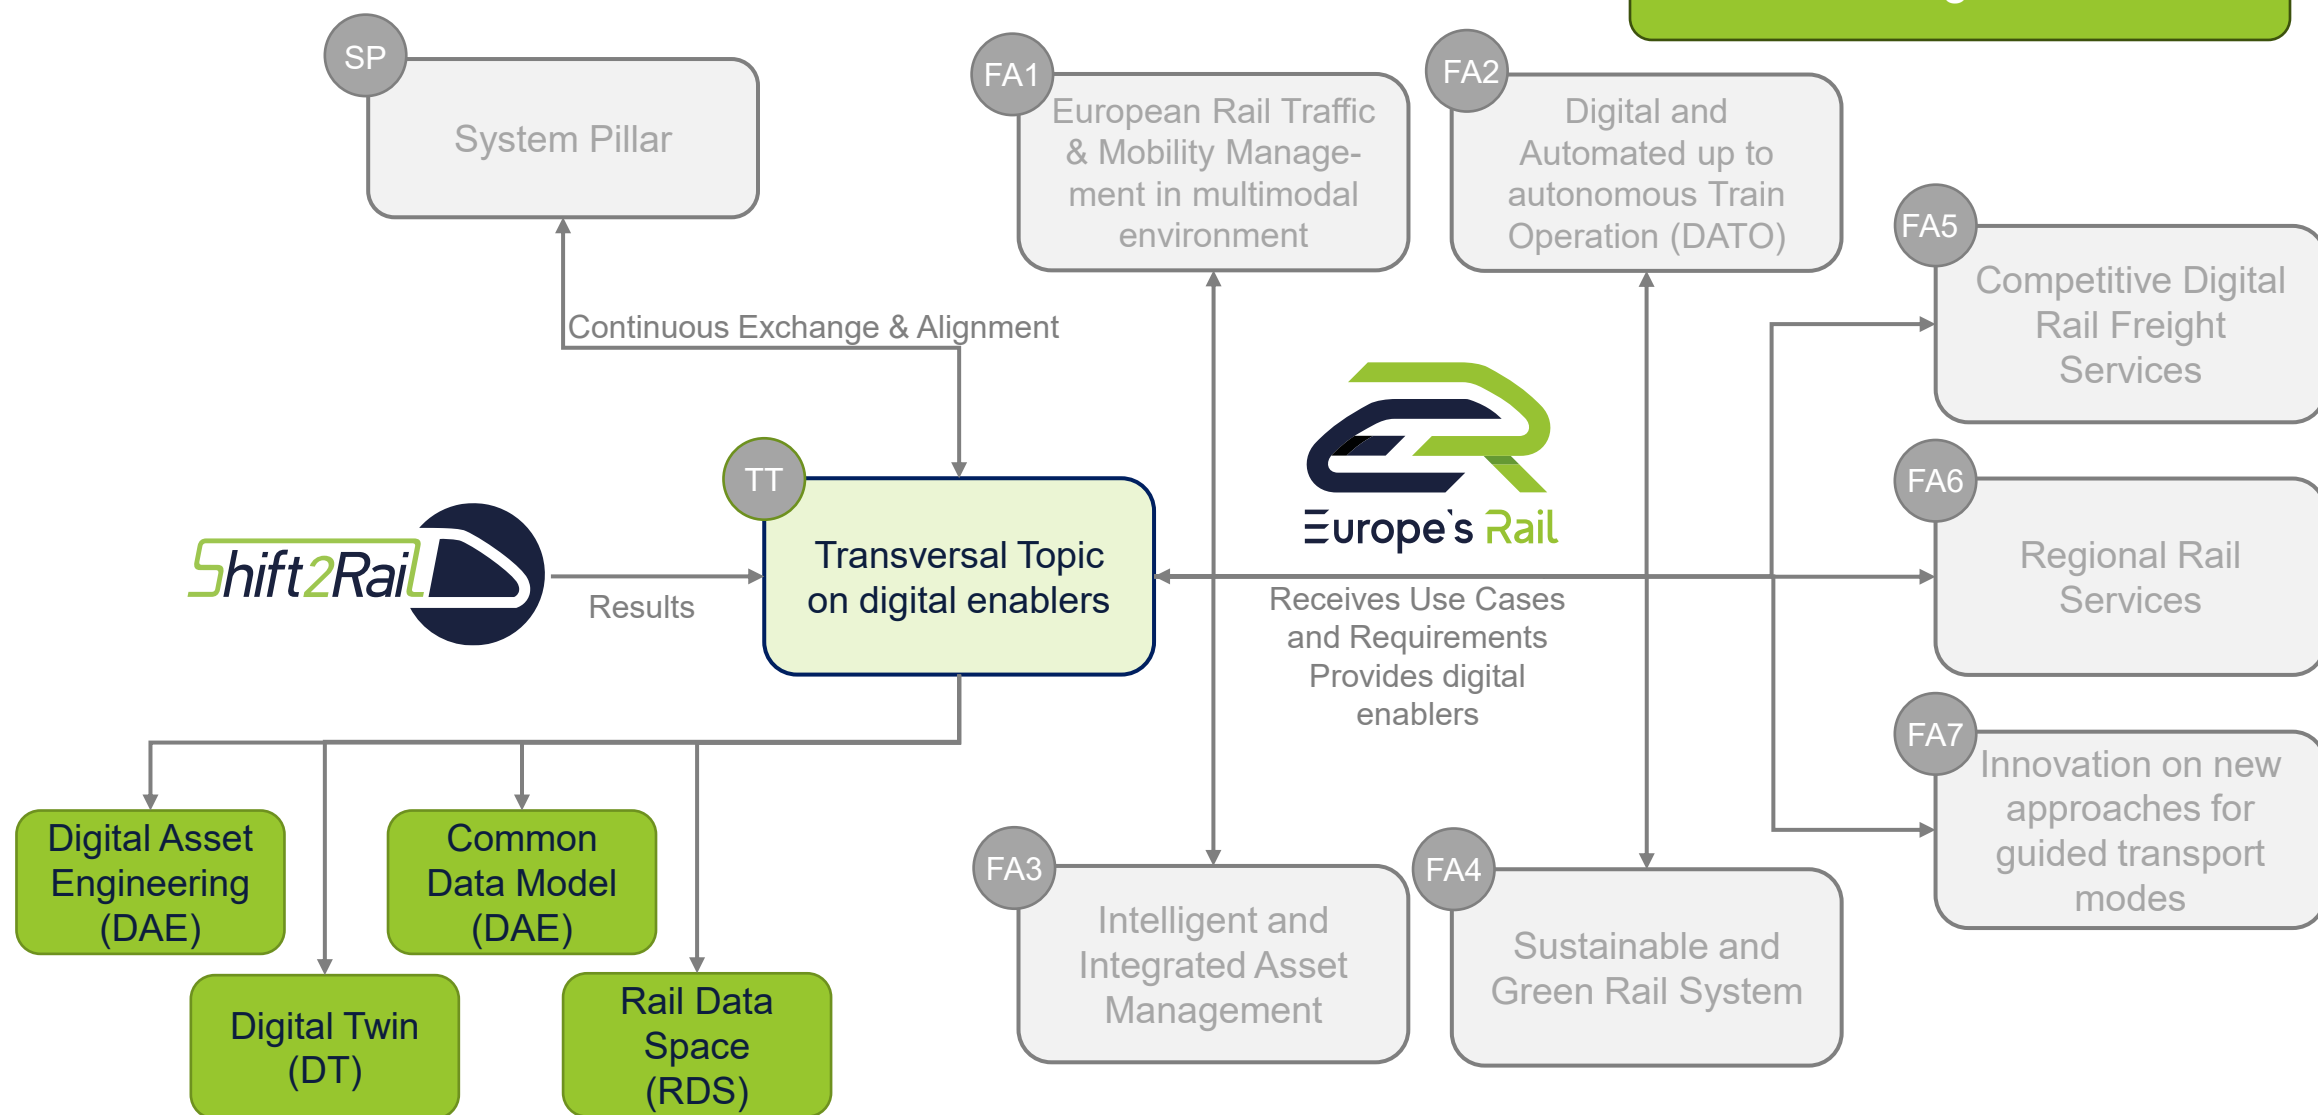 SP
System Pillar
FA1
European Rail Traffic
& Mobility Manage-
ment in multimodal
environment
FA2
Digital and
Automated up to
autonomous Train
Operation (DATO)
FA5
Competitive Digital
Rail Freight
Services
Continuous Exchange & Alignment
TT
Transversal Topic
on digital enablers
Shift2Rail
Results
Europe's Rail
Receives Use Cases
and Requirements
Provides digital
enablers
FA6
Regional Rail
Services
FA7
Innovation on new
approaches for
guided transport
modes
Digital Asset
Engineering
(DAE)
Common
Data Model
(DAE)
Digital Twin
(DT)
Rail Data
Space
(RDS)
FA3
Intelligent and
Integrated Asset
Management
FA4
Sustainable and
Green Rail System